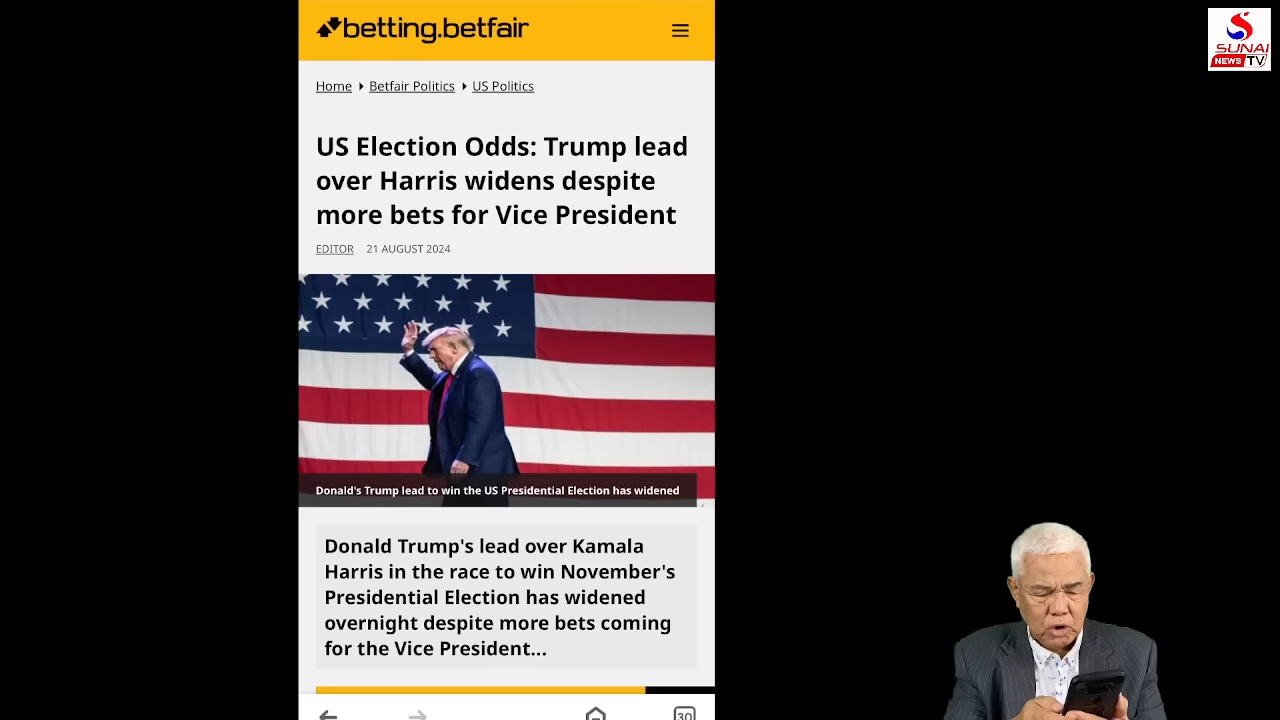 betting.betfair
SUNAI
NEWS TV
Home Betfair Politics US Politics
US Election Odds: Trump lead
over Harris widens despite
more bets for Vice President
EDITOR 21 AUGUST 2024
Donald's Trump lead to win the US Presidential Election has widened
Donald Trump's lead over Kamala
Harris in the race to win November's
Presidential Election has widened
overnight despite more bets coming
for the Vice President...
30